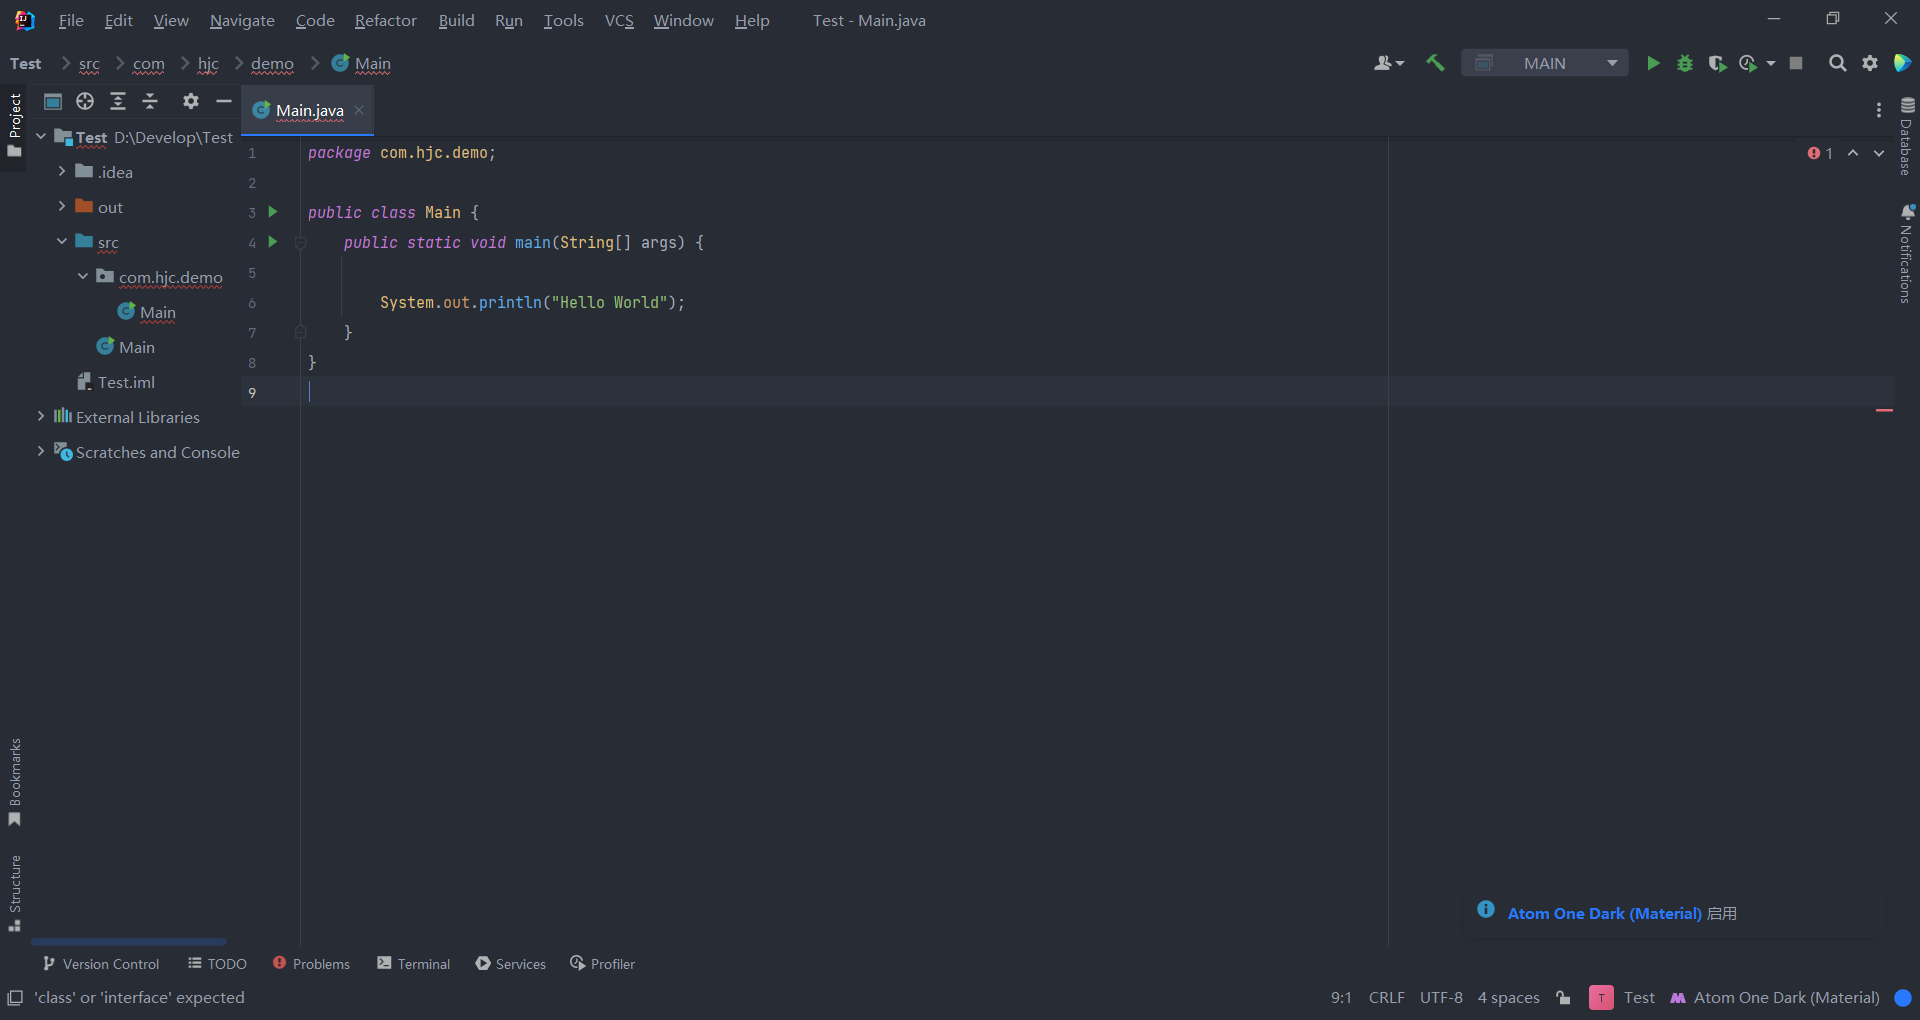 File Edit View Navigate Code Refactor Build Run Tools VCS Window Help Test - Main.java
Test src com hjc demo Main MAIN
Project
Main.java
Test D:\Develop\Test
.idea
out
src
com.hjc.demo
Main
Main
Test.iml
External Libraries
Scratches and Console
1 package com.hjc.demo;
2
3 public class Main {
4 public static void main(String[] args) {
5
6 System.out.println("Hello World");
7 }
8 }
9
1
Database
Notifications
Bookmarks
Structure
Atom One Dark (Material) 启用
Version Control TODO Problems Terminal Services Profiler
'class' or 'interface' expected 9:1 CRLF UTF-8 4 spaces T Test Atom One Dark (Material)